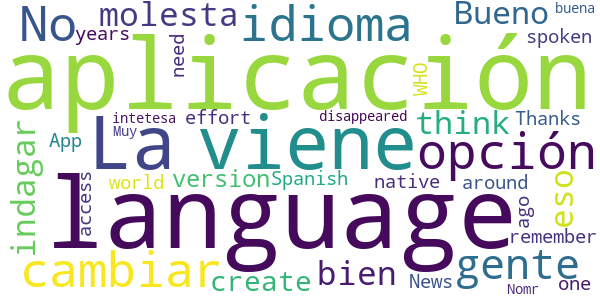 No years molesta idioma Bueno buena
need WHO spoken
aplicación
intetesa effort disappeared
App Muy La viene think Thanks
opción
indagar access world version Spanish native around eso
language ago
remember
cambiar create bien News gente
Nomr one